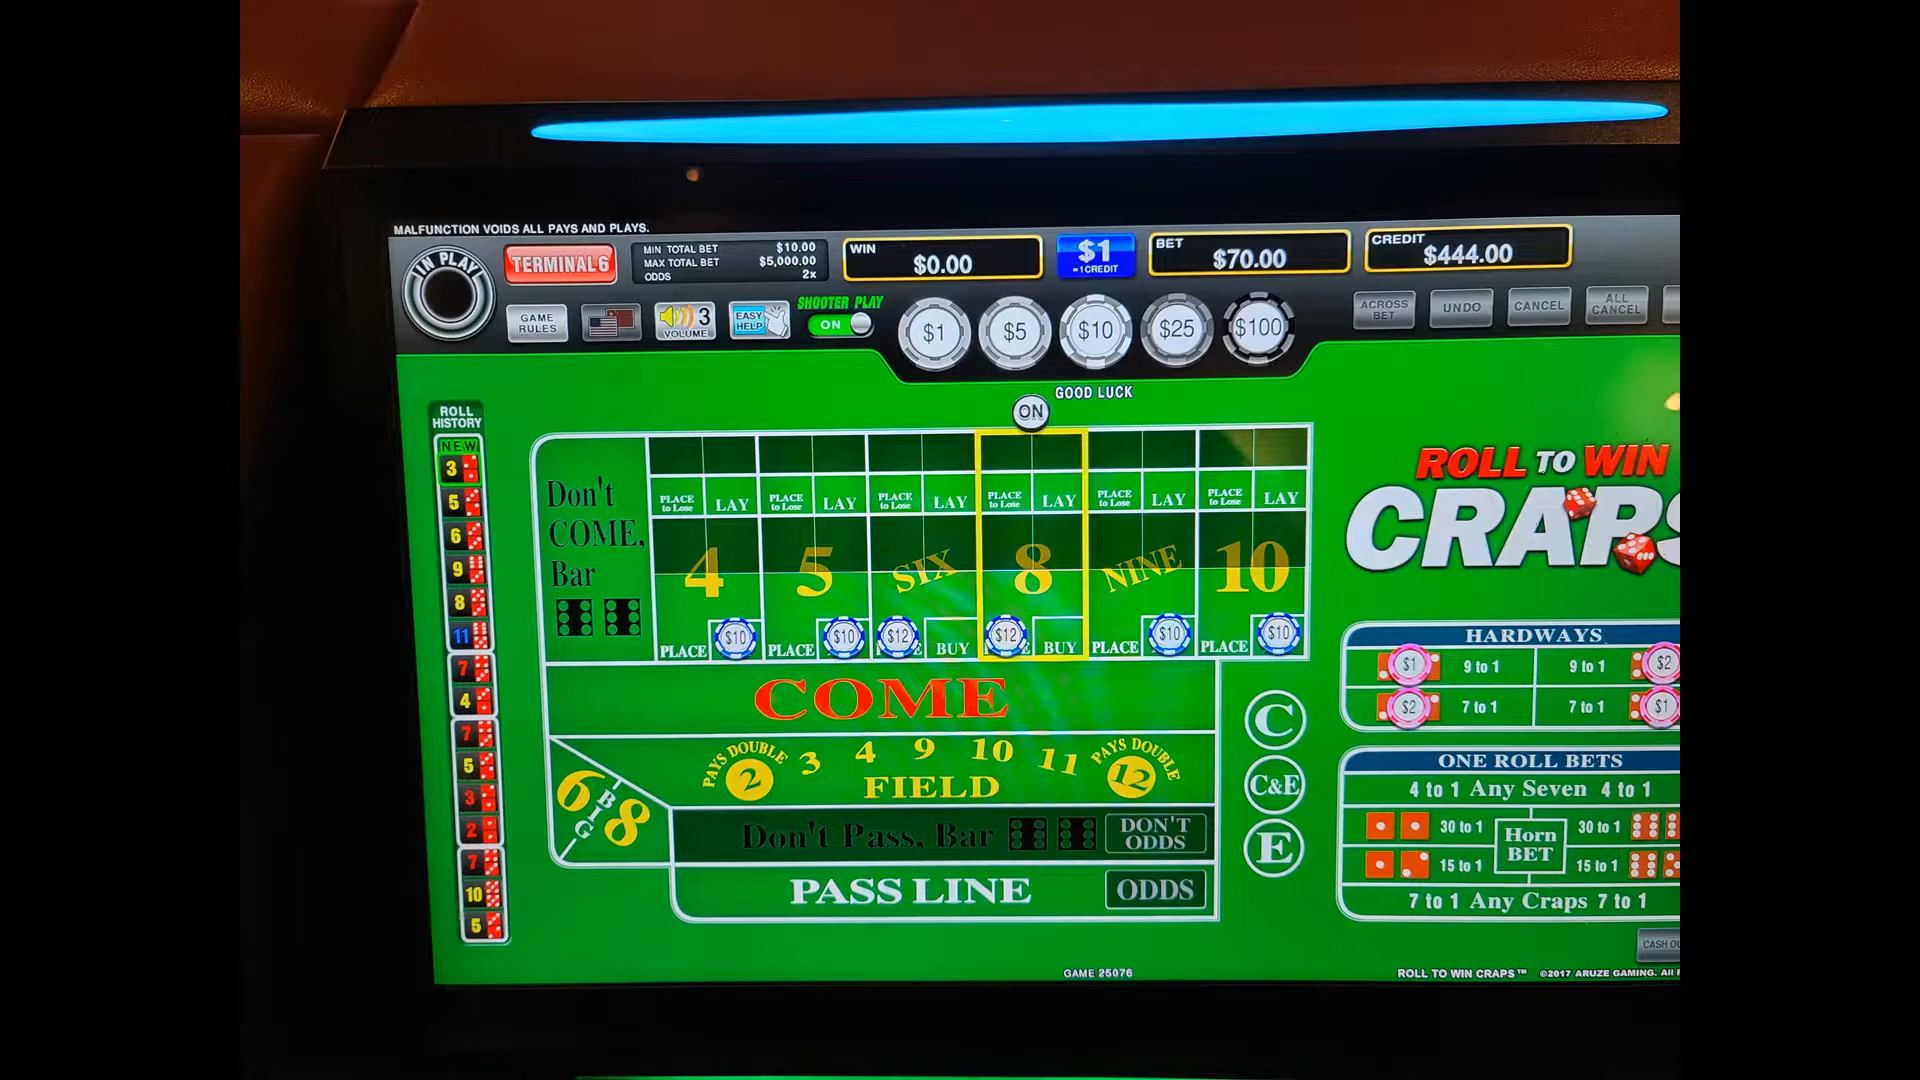 MALFUNCTION VOIDS ALL PAYS AND PLAYS.
IN PLAY
TERMINAL 6
MIN TOTAL BET $10.00
MAX TOTAL BET $5,000.00
ODDS 2x
WIN
$0.00
$1
=1CREDIT
BET
$70.00
CREDIT
$444.00
GAME RULES
VOLUME 3
EASY HELP
SHOOTER PLAY
ON
$1 $5 $10 $25 $100
ACROSS BET
UNDO
CANCEL
ALL CANCEL
GOOD LUCK
ON
ROLL HISTORY
NEW
3
5
6
9
8
11
7
4
7
5
3
2
7
10
5
Don't COME, Bar
PLACE to Lose LAY PLACE to Lose LAY PLACE to Lose LAY PLACE to Lose LAY PLACE to Lose LAY PLACE to Lose LAY
4 5 SIX 8 NINE 10
PLACE $10 PLACE $10 $12 BUY $12 BUY PLACE $10 PLACE $10
COME
PAYS DOUBLE 2 3 4 9 10 11 PAYS DOUBLE 12
FIELD
6 BIG 8
Don't Pass, Bar
DON'T ODDS
PASS LINE
ODDS
C
C&E
E
ROLL TO WIN
CRAPS
HARDWAYS
$1 9 to 1 9 to 1 $2
$2 7 to 1 7 to 1 $1
ONE ROLL BETS
4 to 1 Any Seven 4 to 1
30 to 1 Horn BET 30 to 1
15 to 1 15 to 1
7 to 1 Any Craps 7 to 1
CASH
GAME 25076
ROLL TO WIN CRAPS™ ©2017 ARUZE GAMING. All